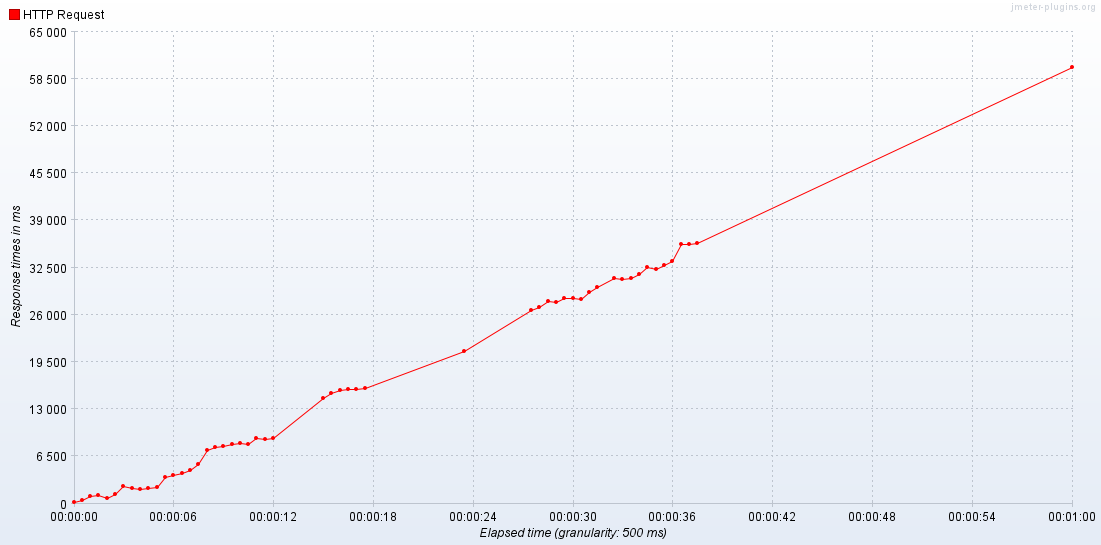 jmeter-plugins.org
HTTP Request
65 000
58 500
52 000
45 500
39 000
32 500
26 000
19 500
13 000
6 500
0
Response times in ms
00:00:00 00:00:06 00:00:12 00:00:18 00:00:24 00:00:30 00:00:36 00:00:42 00:00:48 00:00:54 00:01:00
Elapsed time (granularity: 500 ms)